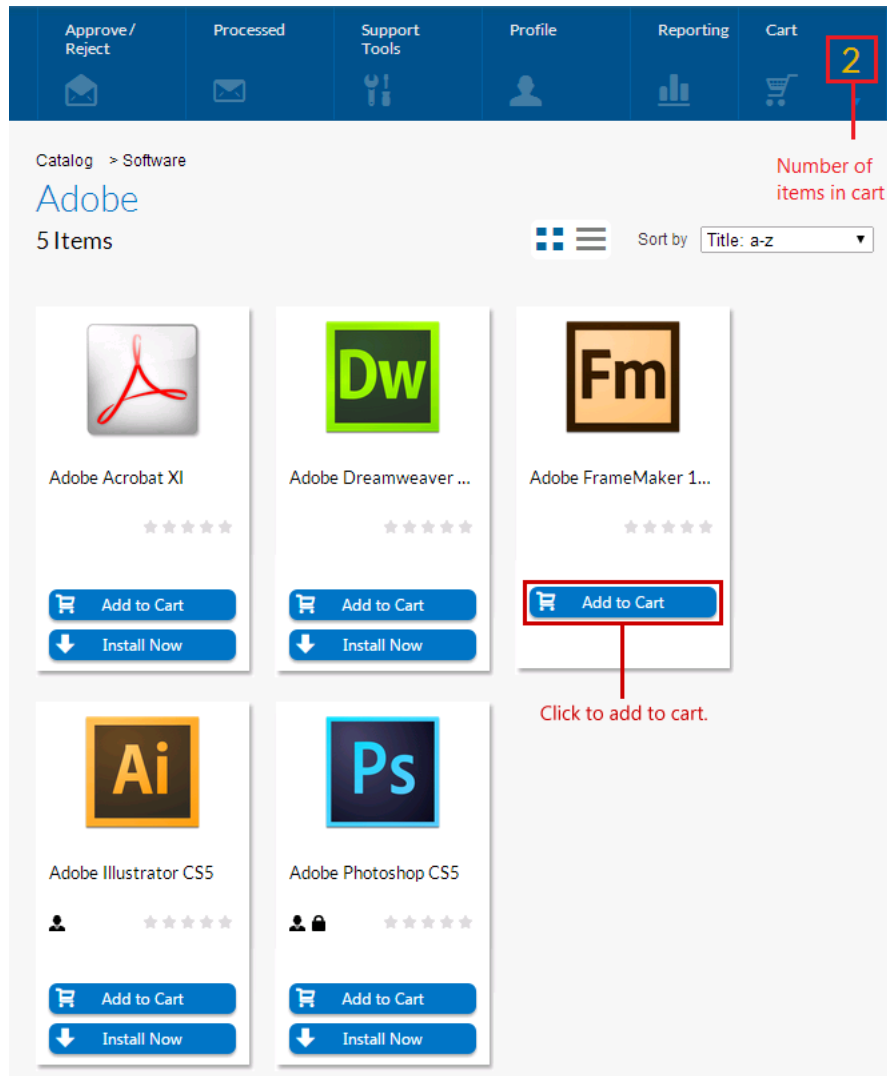 Approve/
Reject
Processed
Support
Tools
Profile
Reporting
Cart
2
Number of
items in cart
Catalog > Software
Adobe
5 Items
Sort by Title: a-z
Dw
Fm
Adobe Acrobat XI
Adobe Dreamweaver ...
Adobe FrameMaker 1...
Add to Cart
Install Now
Add to Cart
Install Now
Add to Cart
Click to add to cart.
Ai
Ps
Adobe Illustrator CS5
Adobe Photoshop CS5
Add to Cart
Install Now
Add to Cart
Install Now